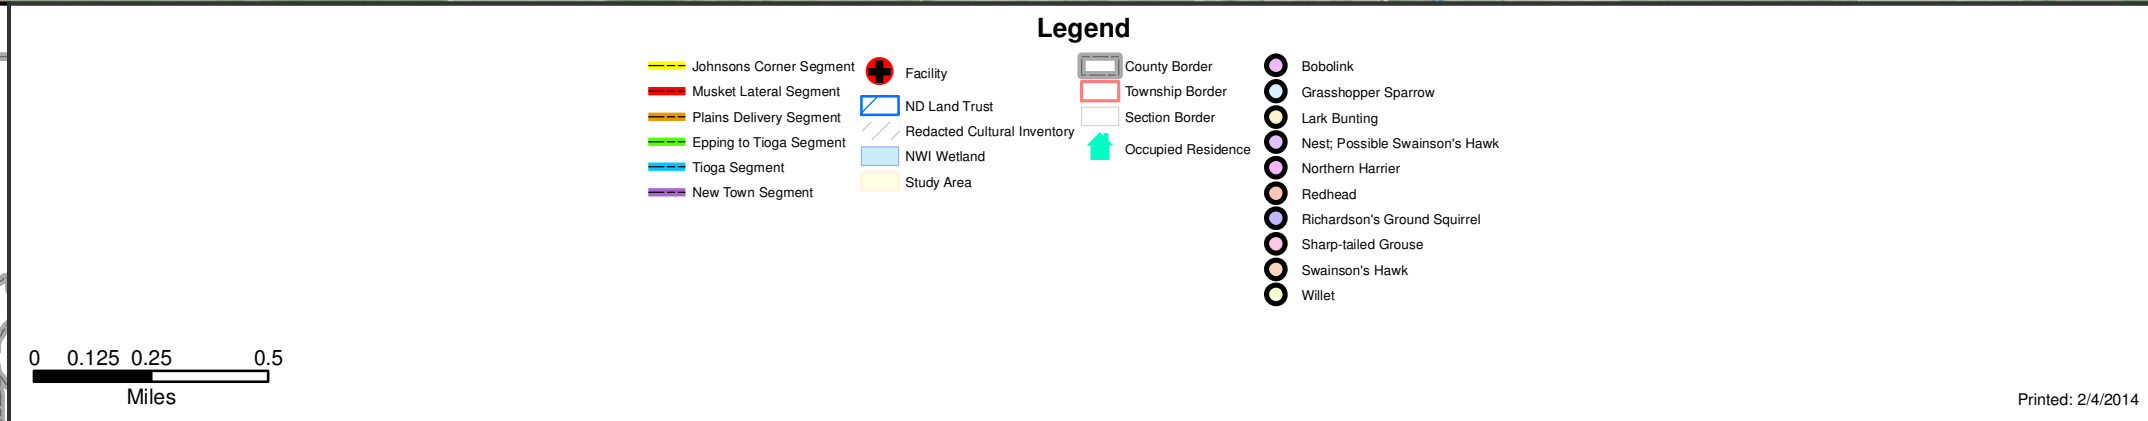 Legend
Johnsons Corner Segment
Musket Lateral Segment
Plains Delivery Segment
Epping to Tioga Segment
Tioga Segment
New Town Segment
Facility
ND Land Trust
Redacted Cultural Inventory
NWI Wetland
Study Area
County Border
Township Border
Section Border
Occupied Residence
Bobolink
Grasshopper Sparrow
Lark Bunting
Nest; Possible Swainson's Hawk
Northern Harrier
Redhead
Richardson's Ground Squirrel
Sharp-tailed Grouse
Swainson's Hawk
Willet
0 0.125 0.25 0.5
Miles
Printed: 2/4/2014